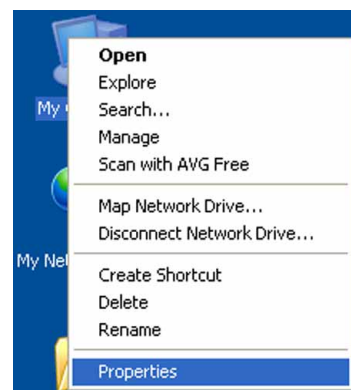 Open
Explore
Search...
Manage
Scan with AVG Free
Map Network Drive...
Disconnect Network Drive...
Create Shortcut
Delete
Rename
Properties
My
My